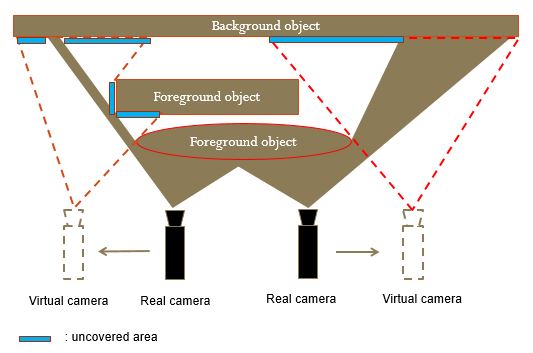 Background object
Foreground object
Foreground object
Virtual camera
Real camera
Real camera
Virtual camera
: uncovered area